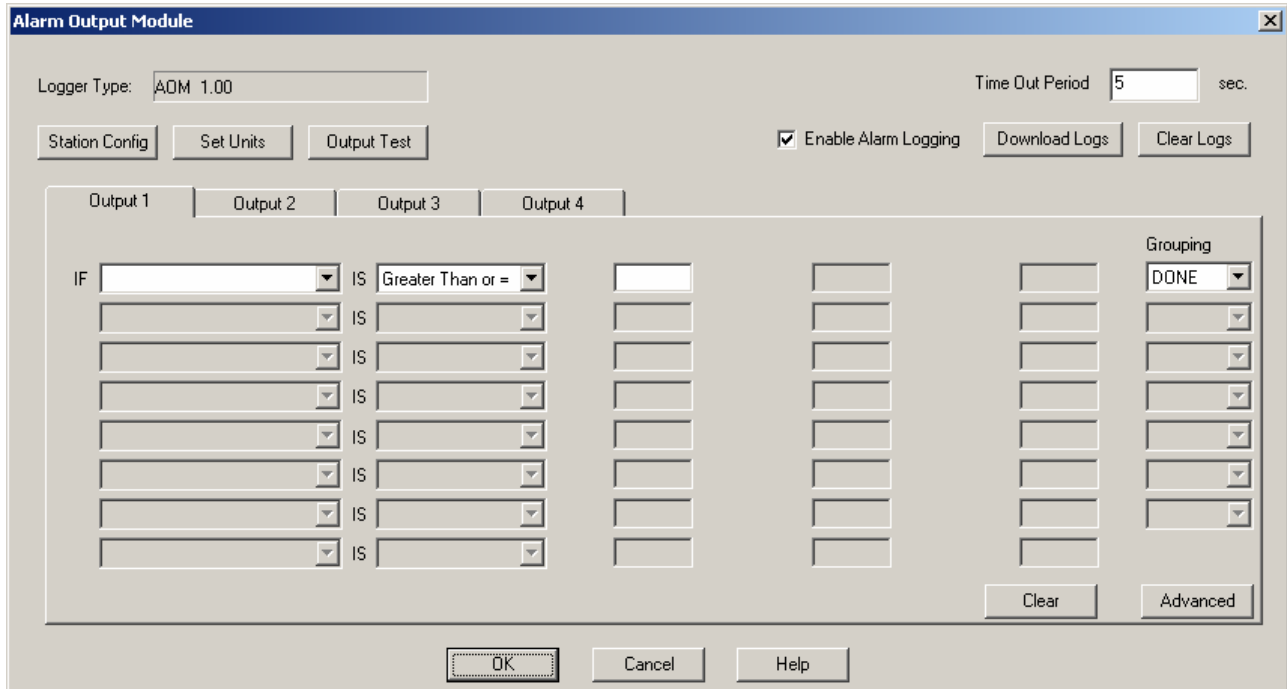 Alarm Output Module
Logger Type: AOM 1.00 Time Out Period 5 sec.
Station Config Set Units Output Test Enable Alarm Logging Download Logs Clear Logs
Output 1 Output 2 Output 3 Output 4
Grouping
IF IS Greater Than or = DONE
IS
IS
IS
IS
IS
IS
IS
Clear Advanced
OK Cancel Help